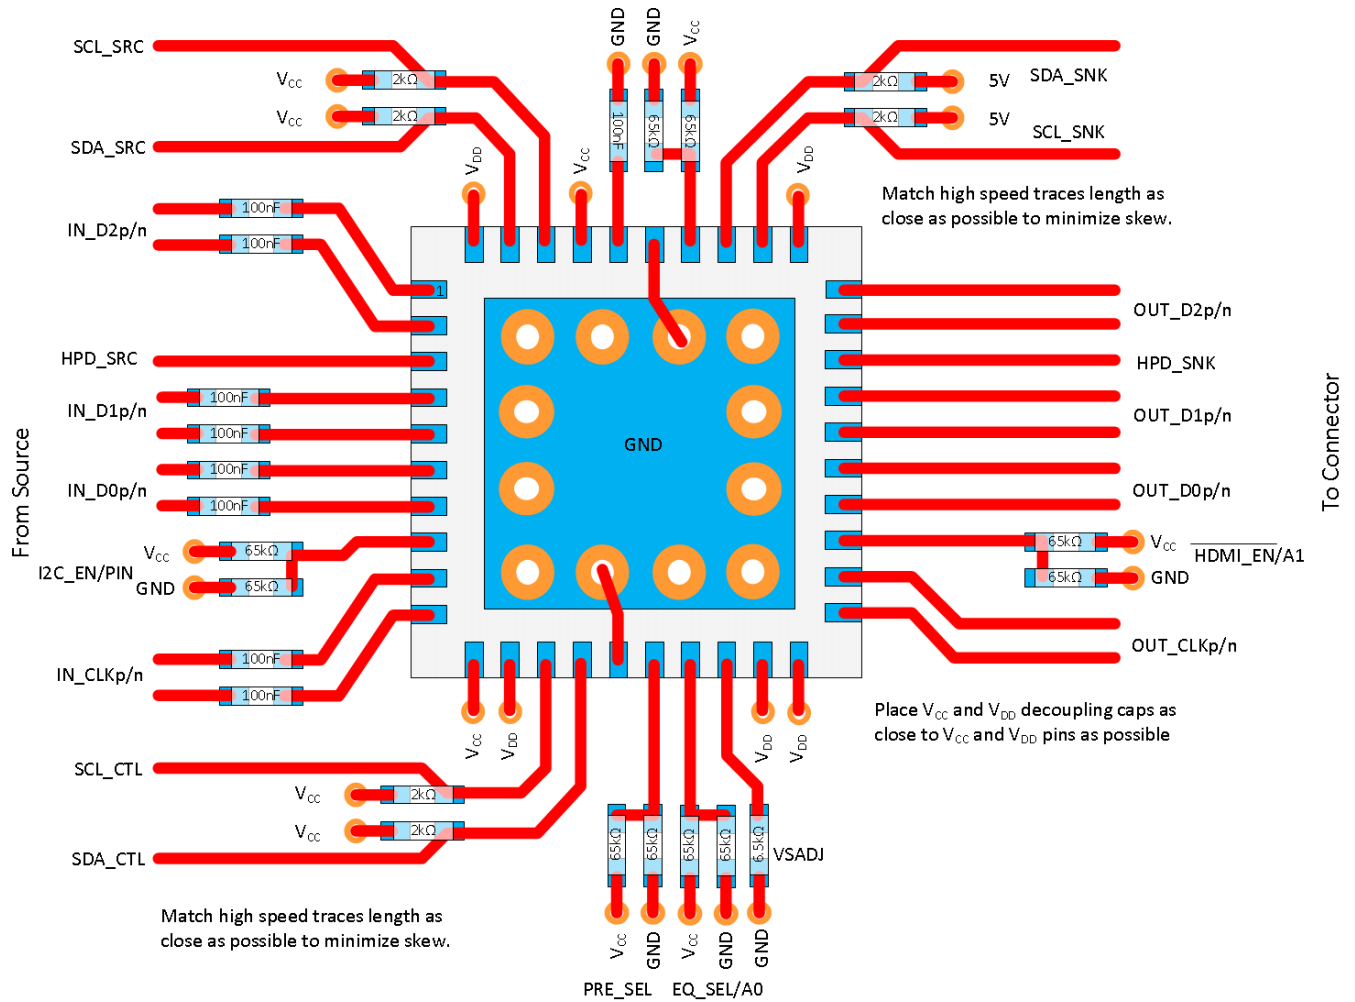 GND
GND
VCC
SCL_SRC
VCC
2kΩ
VCC
2kΩ
SDA_SRC
100nF
65kΩ
65kΩ
2kΩ
5V
SDA_SNK
2kΩ
5V
SCL_SNK
VDD
VCC
VDD
Match high speed traces length as
close as possible to minimize skew.
100nF
IN_D2p/n
100nF
1
OUT_D2p/n
HPD_SRC
HPD_SNK
100nF
IN_D1p/n
100nF
OUT_D1p/n
GND
100nF
IN_D0p/n
100nF
OUT_D0p/n
From Source
To Connector
VCC
65kΩ
I2C_EN/PIN
GND
65kΩ
65kΩ
VCC
HDMI_EN/A1
65kΩ
GND
100nF
IN_CLKp/n
100nF
OUT_CLKp/n
VCC
VDD
VDD
VDD
Place VCC and VDD decoupling caps as
close to VCC and VDD pins as possible
SCL_CTL
VCC
2kΩ
VCC
2kΩ
SDA_CTL
65kΩ
65kΩ
65kΩ
65kΩ
6.5kΩ
VSADJ
Match high speed traces length as
close as possible to minimize skew.
VCC
GND
VCC
GND
GND
PRE_SEL
EQ_SEL/A0